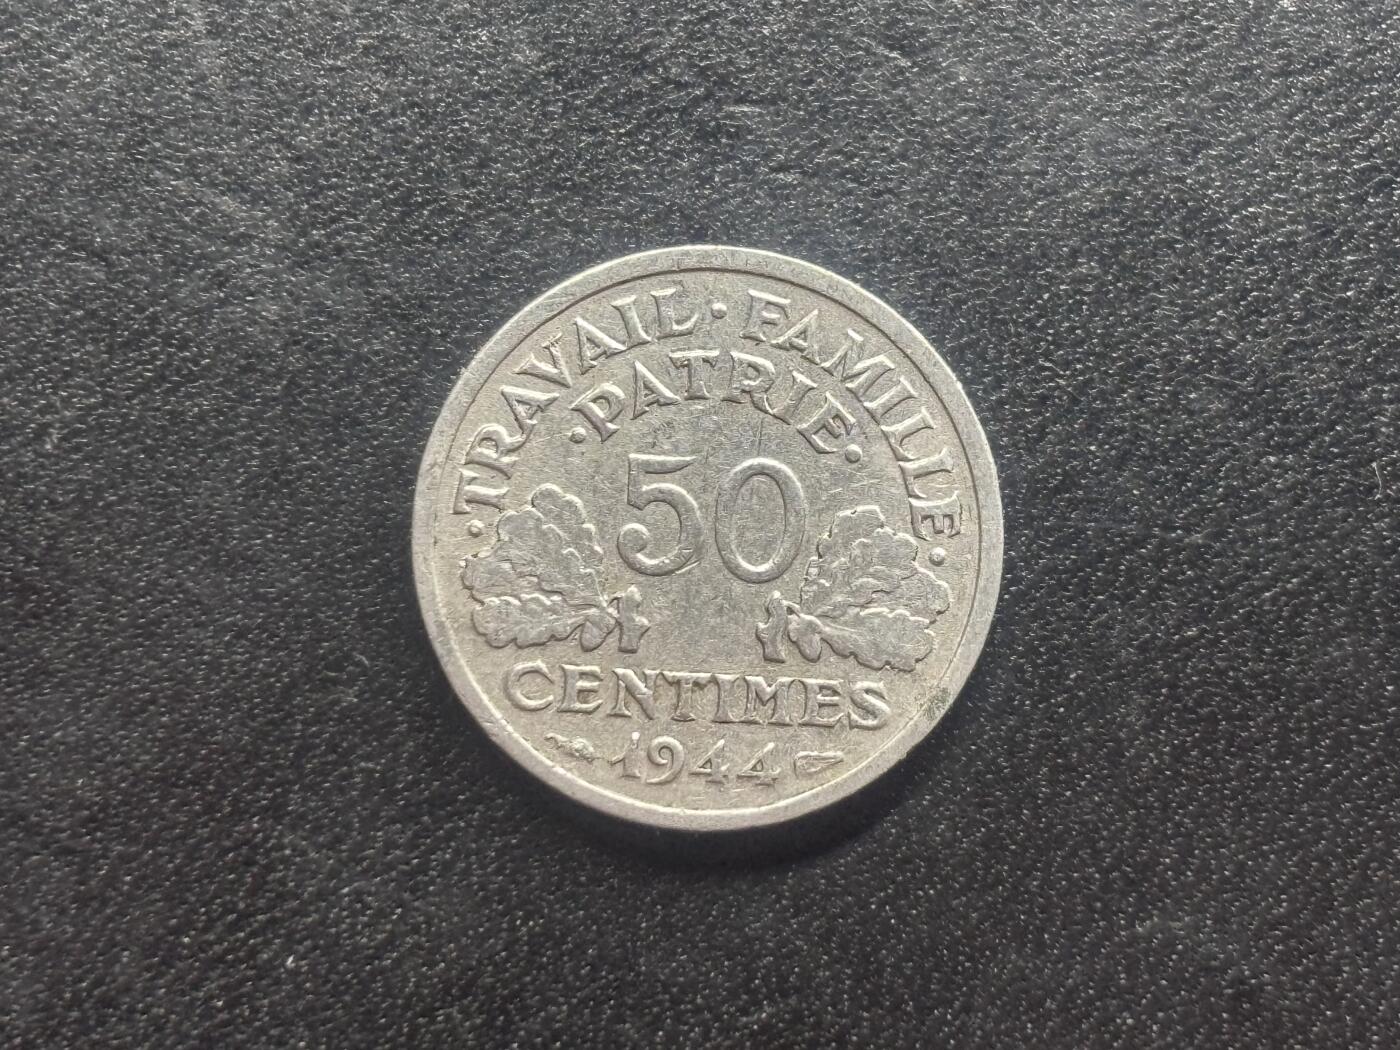 ·TRAVAIL·FAMILLE·
·PATRIE·
50
CENTIMES
1944